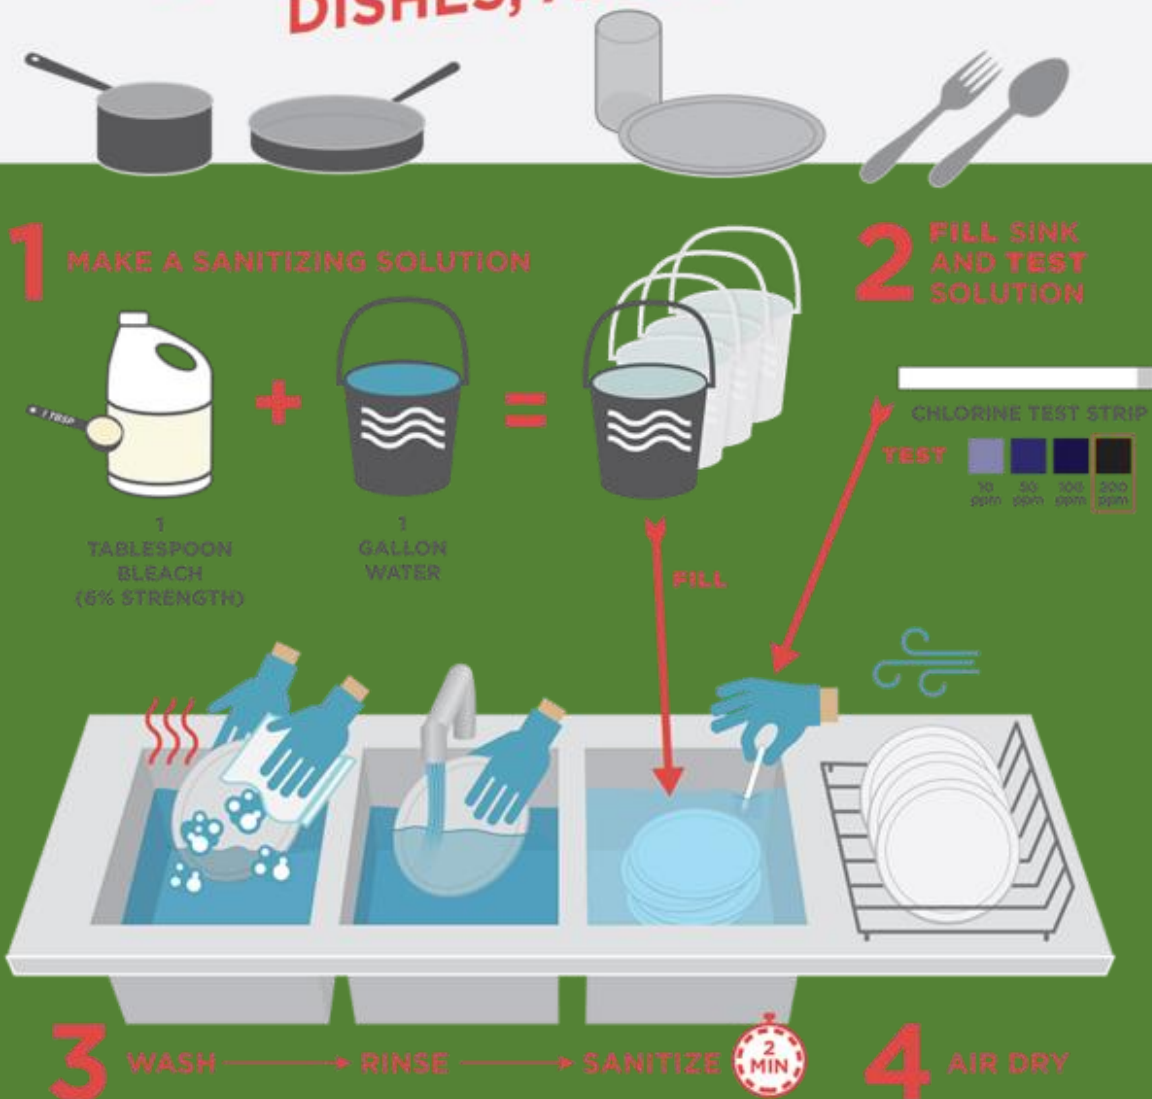 DISHES,
1 MAKE A SANITIZING SOLUTION
2 FILL SINK
AND TEST
SOLUTION
1 TBSP
+
=
CHLORINE TEST STRIP
TEST
10 ppm
50 ppm
100 ppm
200 ppm
1
TABLESPOON
BLEACH
(6% STRENGTH)
1
GALLON
WATER
FILL
3 WASH → RINSE → SANITIZE 2 MIN
4 AIR DRY